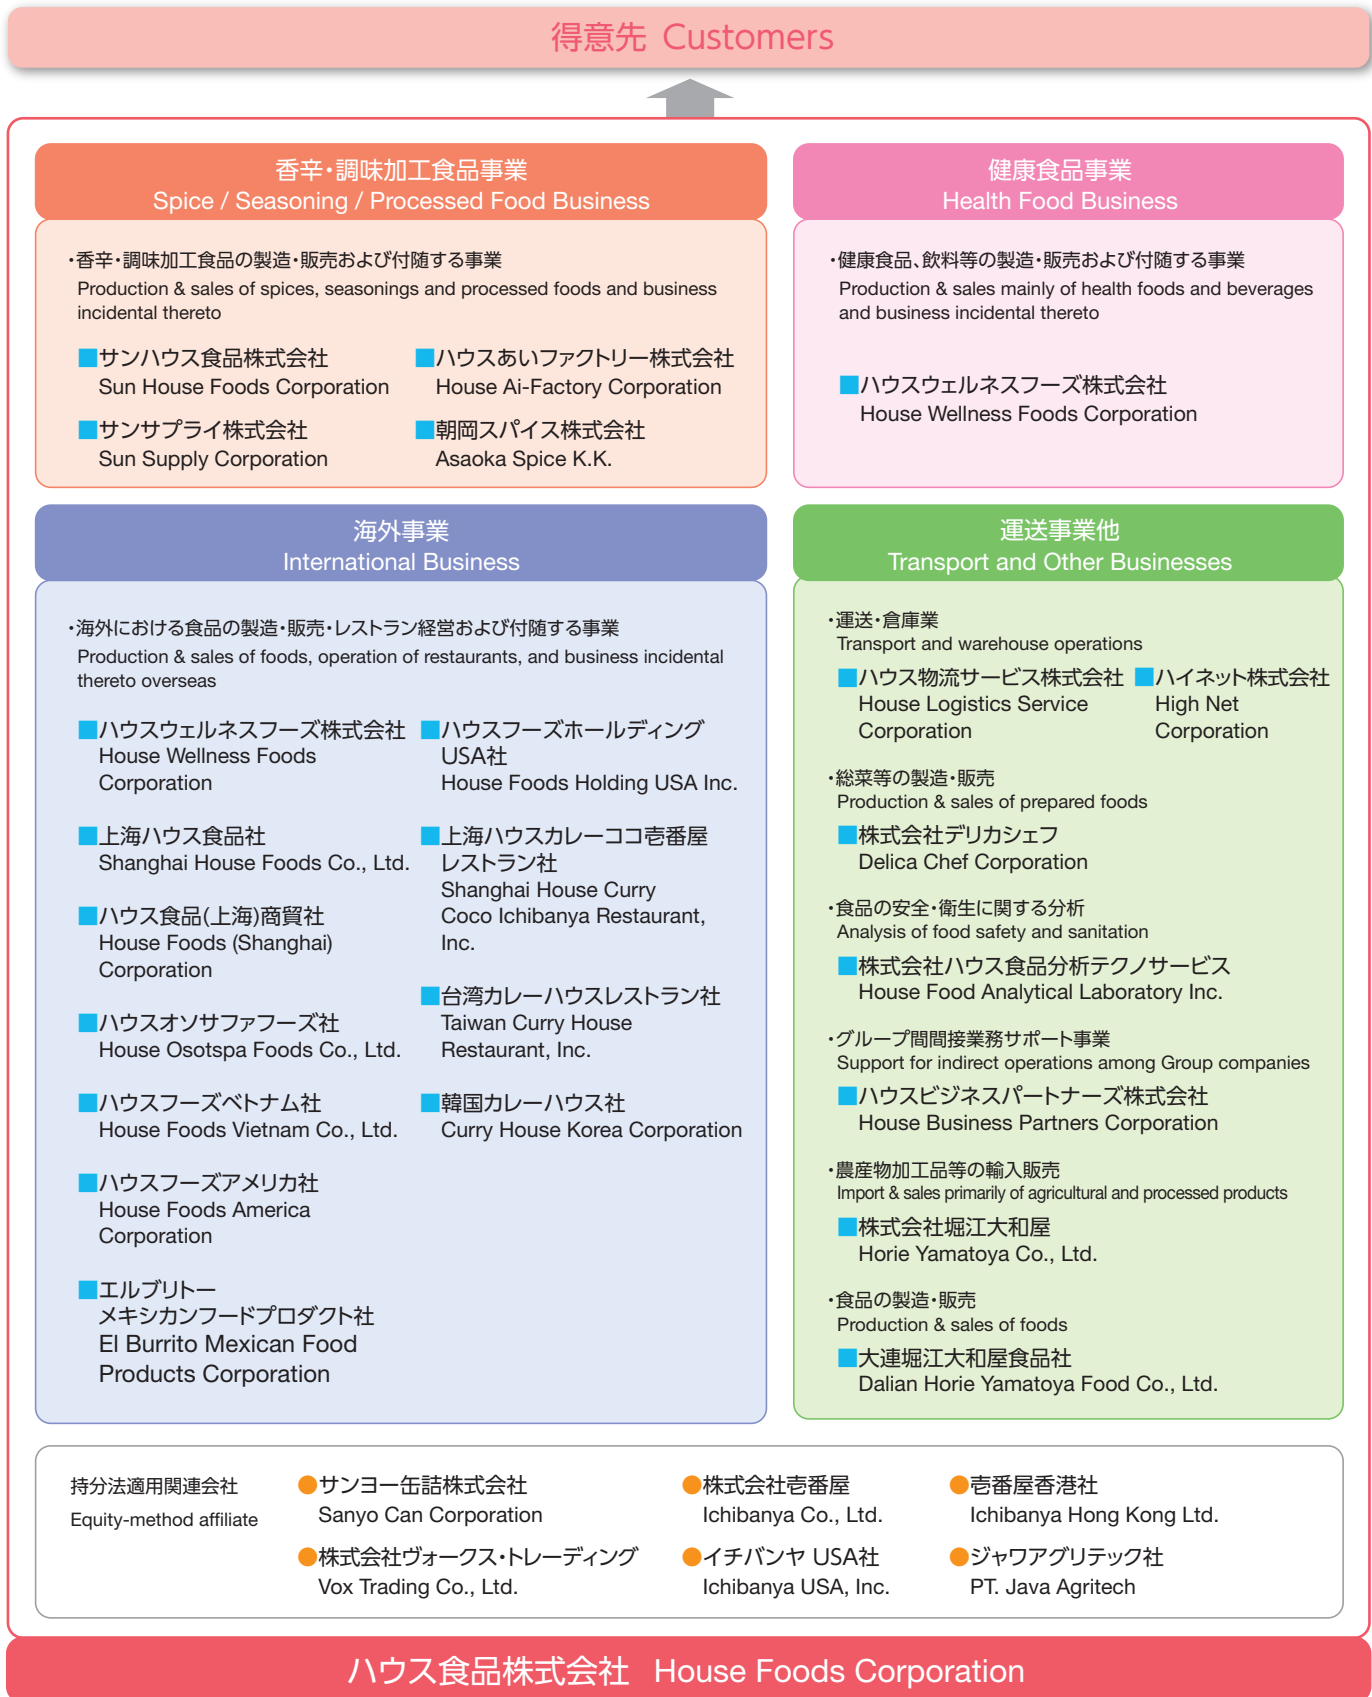 得意先 Customers
香辛・調味加工食品事業
Spice / Seasoning / Processed Food Business
・香辛・調味加工食品の製造・販売および付随する事業
Production & sales of spices, seasonings and processed foods and business
incidental thereto
■サンハウス食品株式会社
Sun House Foods Corporation
■サンサプライ株式会社
Sun Supply Corporation
■ハウスあいファクトリー株式会社
House Ai-Factory Corporation
■朝岡スパイス株式会社
Asaoka Spice K.K.
健康食品事業
Health Food Business
・健康食品、飲料等の製造・販売および付随する事業
Production & sales mainly of health foods and beverages
and business incidental thereto
■ハウスウェルネスフーズ株式会社
House Wellness Foods Corporation
海外事業
International Business
・海外における食品の製造・販売・レストラン経営および付随する事業
Production & sales of foods, operation of restaurants, and business incidental
thereto overseas
■ハウスウェルネスフーズ株式会社
House Wellness Foods
Corporation
■上海ハウス食品社
Shanghai House Foods Co., Ltd.
■ハウス食品(上海)商貿社
House Foods (Shanghai)
Corporation
■ハウスオソサファフーズ社
House Osotspa Foods Co., Ltd.
■ハウスフーズベトナム社
House Foods Vietnam Co., Ltd.
■ハウスフーズアメリカ社
House Foods America
Corporation
■エルブリトー
メキシカンフードプロダクト社
El Burrito Mexican Food
Products Corporation
■ハウスフーズホールディング
USA社
House Foods Holding USA Inc.
■上海ハウスカレーココ壱番屋
レストラン社
Shanghai House Curry
Coco Ichibanya Restaurant,
Inc.
■台湾カレーハウスレストラン社
Taiwan Curry House
Restaurant, Inc.
■韓国カレーハウス社
Curry House Korea Corporation
運送事業他
Transport and Other Businesses
・運送・倉庫業
Transport and warehouse operations
■ハウス物流サービス株式会社
House Logistics Service
Corporation
■ハイネット株式会社
High Net
Corporation
・総菜等の製造・販売
Production & sales of prepared foods
■株式会社デリカシェフ
Delica Chef Corporation
・食品の安全・衛生に関する分析
Analysis of food safety and sanitation
■株式会社ハウス食品分析テクノサービス
House Food Analytical Laboratory Inc.
・グループ間間接業務サポート事業
Support for indirect operations among Group companies
■ハウスビジネスパートナーズ株式会社
House Business Partners Corporation
・農産物加工品等の輸入販売
Import & sales primarily of agricultural and processed products
■株式会社堀江大和屋
Horie Yamatoya Co., Ltd.
・食品の製造・販売
Production & sales of foods
■大連堀江大和屋食品社
Dalian Horie Yamatoya Food Co., Ltd.
持分法適用関連会社
Equity-method affiliate
●サンヨー缶詰株式会社
Sanyo Can Corporation
●株式会社ヴォークス・トレーディング
Vox Trading Co., Ltd.
●株式会社壱番屋
Ichibanya Co., Ltd.
●イチバンヤ USA社
Ichibanya USA, Inc.
●壱番屋香港社
Ichibanya Hong Kong Ltd.
●ジャワアグリテック社
PT. Java Agritech
ハウス食品株式会社 House Foods Corporation